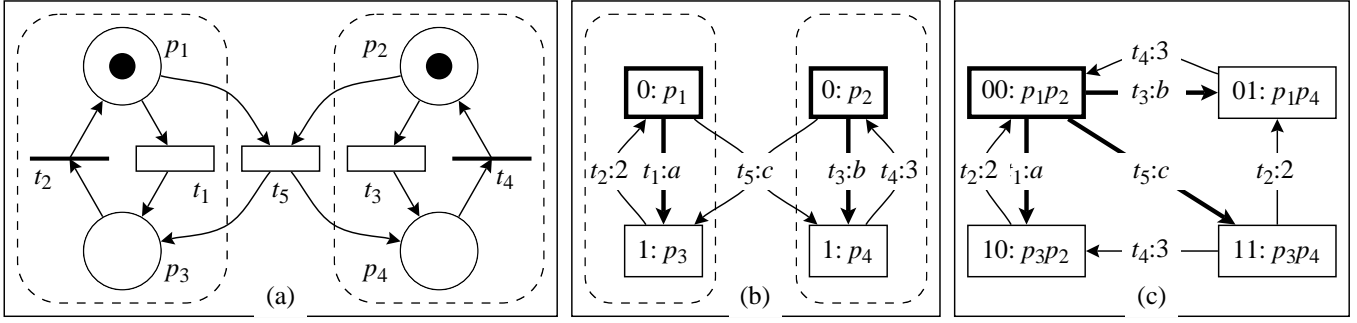 p1
p2
t2
t1
t5
t3
t4
p3
p4
(a)
0: p1
0: p2
t2:2
t1:a
t5:c
t3:b
t4:3
1: p3
1: p4
(b)
t4:3
00: p1p2
t3:b
01: p1p4
t2:2
t1:a
t5:c
t2:2
10: p3p2
t4:3
11: p3p4
(c)